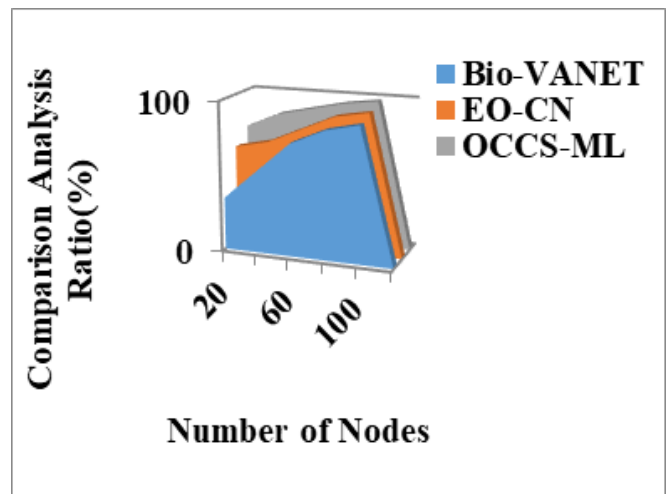 Comparison Analysis
Ratio(%)
100
0
20
60
100
Number of Nodes
Bio-VANET
EO-CN
OCCS-ML